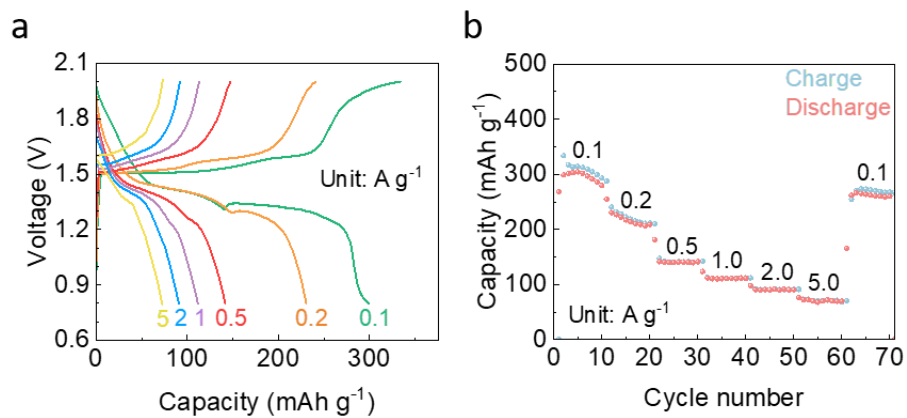 a
2.1
1.8
1.5
1.2
0.9
0.6
Voltage (V)
Unit: A g⁻¹
5 2 1 0.5 0.2 0.1
0 100 200 300
Capacity (mAh g⁻¹)
b
500
400
300
200
100
0
Capacity (mAh g⁻¹)
Charge
Discharge
0.1
0.2
0.5
1.0
2.0
5.0
0.1
Unit: A g⁻¹
0 10 20 30 40 50 60 70
Cycle number